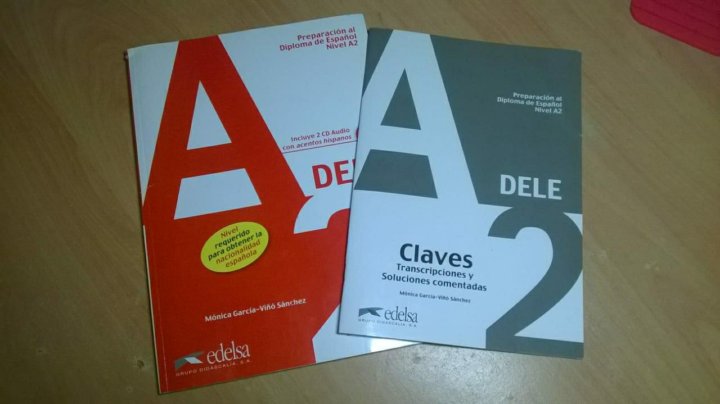 Preparación al
Diploma de Español
Nivel A2
Incluye 2 CD Audio
con acentos hispanos
A
DELE
2
Nivel
requerido
para obtener la
nacionalidad
española
Mónica García-Viñó Sánchez
edelsa
GRUPO DIDASCALIA, S.A.
Preparación al
Diploma de Español
Nivel A2
A
DELE
2
Claves
Transcripciones y
Soluciones comentadas
Mónica García-Viñó Sánchez
edelsa
GRUPO DIDASCALIA, S.A.